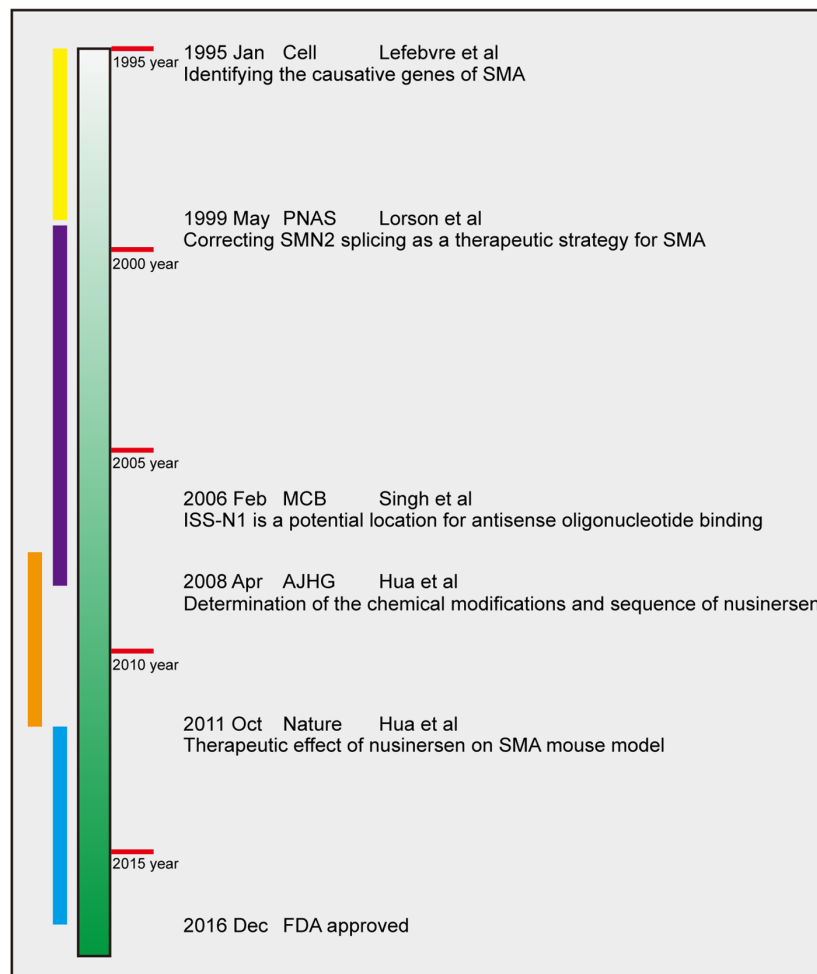 1995 Jan Cell Lefebvre et al
1995 year
Identifying the causative genes of SMA
1999 May PNAS Lorson et al
Correcting SMN2 splicing as a therapeutic strategy for SMA
2000 year
2005 year
2006 Feb MCB Singh et al
ISS-N1 is a potential location for antisense oligonucleotide binding
2008 Apr AJHG Hua et al
Determination of the chemical modifications and sequence of nusinersen
2010 year
2011 Oct Nature Hua et al
Therapeutic effect of nusinersen on SMA mouse model
2015 year
2016 Dec FDA approved